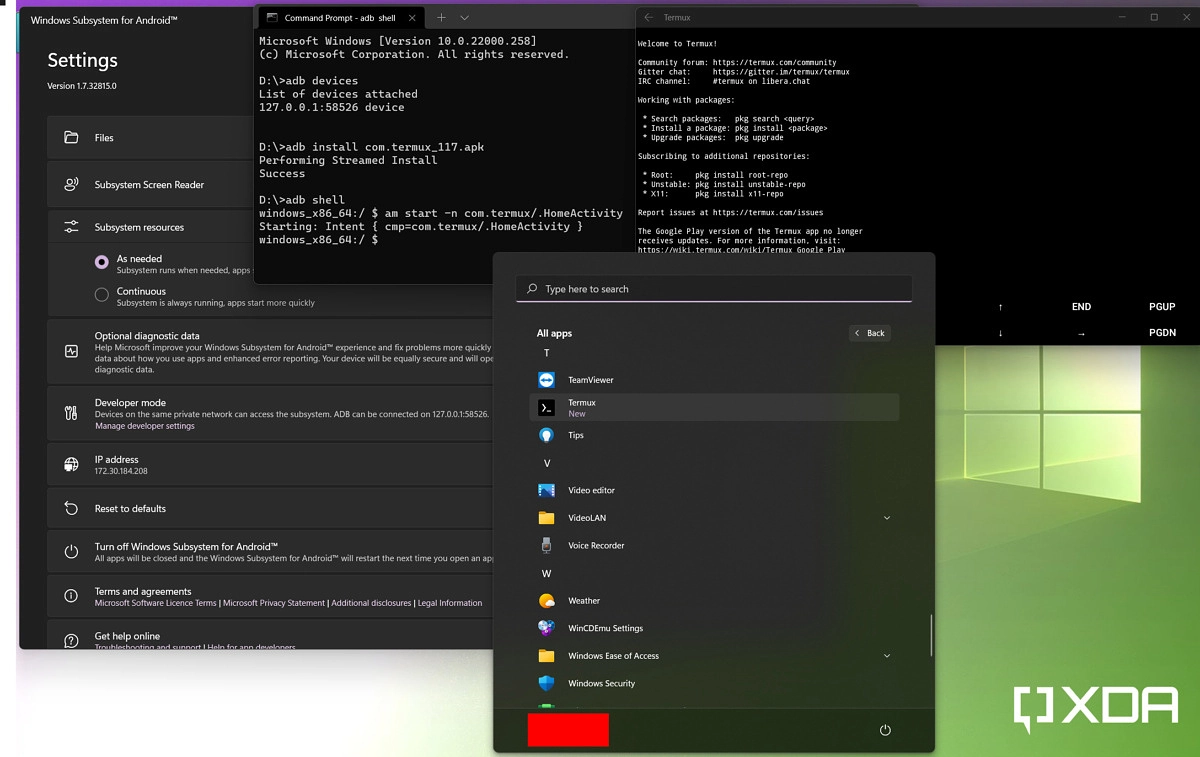 Windows Subsystem for Android™
Settings
Version 1.7.32815.0
Files
Subsystem Screen Reader
Subsystem resources
As needed
Subsystem runs when needed, apps
Continuous
Subsystem is always running, apps start more quickly
Optional diagnostic data
Help Microsoft improve your Windows Subsystem for Android™ experience and fix problems more quickly
data about how you use apps and enhanced error reporting. Your device will be equally secure and will ope
diagnostic data.
Developer mode
Devices on the same private network can access the subsystem. ADB can be connected on 127.0.0.1:58526.
Manage developer settings
IP address
172.30.184.208
Reset to defaults
Turn off Windows Subsystem for Android™
All apps will be closed and the Windows Subsystem for Android™ will restart the next time you open an app
Terms and agreements
Microsoft Software Licence Terms | Microsoft Privacy Statement | Additional disclosures | Legal Information
Get help online
Troubleshooting and support | Help for app developers
Command Prompt - adb shell
Microsoft Windows [Version 10.0.22000.258]
(c) Microsoft Corporation. All rights reserved.
D:\>adb devices
List of devices attached
127.0.0.1:58526 device
D:\>adb install com.termux_117.apk
Performing Streamed Install
Success
D:\>adb shell
windows_x86_64:/ $ am start -n com.termux/.HomeActivity
Starting: Intent { cmp=com.termux/.HomeActivity }
windows_x86_64:/ $
Termux
Welcome to Termux!
Community forum: https://termux.com/community
Gitter chat: https://gitter.im/termux/termux
IRC channel: #termux on libera.chat
Working with packages:
* Search packages: pkg search <query>
* Install a package: pkg install <package>
* Upgrade packages: pkg upgrade
Subscribing to additional repositories:
* Root: pkg install root-repo
* Unstable: pkg install unstable-repo
* X11: pkg install x11-repo
Report issues at https://termux.com/issues
The Google Play version of the Termux app no longer
receives updates. For more information, visit:
https://wiki.termux.com/wiki/Termux_Google_Play
↑ END PGUP
↓ → PGDN
Type here to search
All apps
Back
T
TeamViewer
Termux
New
Tips
V
Video editor
VideoLAN
Voice Recorder
W
Weather
WinCDEmu Settings
Windows Ease of Access
Windows Security
XDA